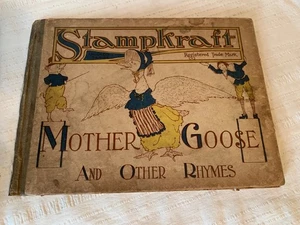 StampKraft
Registered Trade Mark
MOTHER GOOSE
AND OTHER RHYMES